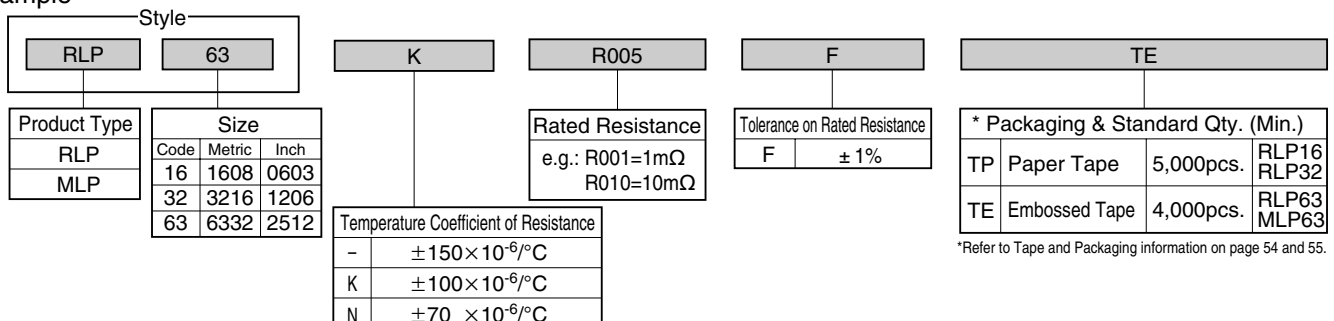 Style
RLP 63 K R005 F TE
Product Type
RLP
MLP
Size
Code Metric Inch
16 1608 0603
32 3216 1206
63 6332 2512
Temperature Coefficient of Resistance
− ±150×10⁻⁶/°C
K ±100×10⁻⁶/°C
N ±70 ×10⁻⁶/°C
Rated Resistance
e.g.: R001=1mΩ
R010=10mΩ
Tolerance on Rated Resistance
F ± 1%
* Packaging & Standard Qty. (Min.)
TP Paper Tape 5,000pcs. RLP16 RLP32
TE Embossed Tape 4,000pcs. RLP63 MLP63
*Refer to Tape and Packaging information on page 54 and 55.